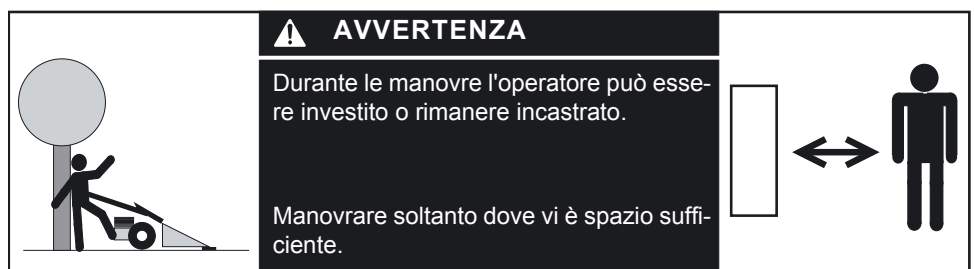 AVVERTENZA
Durante le manovre l'operatore può esse-
re investito o rimanere incastrato.
Manovrare soltanto dove vi è spazio suffi-
ciente.